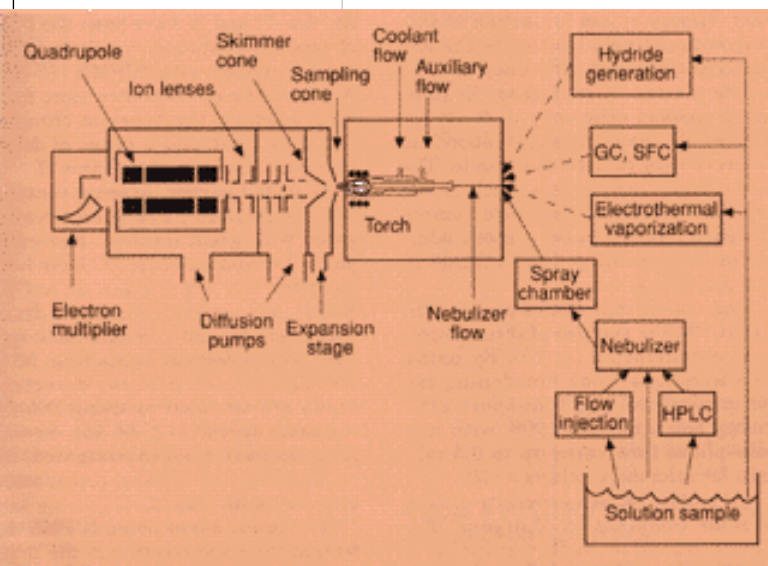 Quadrupole
Ion lenses
Skimmer
cone
Sampling
cone
Coolant
flow
Auxiliary
flow
Hydride
generation
GC, SFC
Electrothermal
vaporization
Torch
Spray
chamber
Electron
multiplier
Diffusion
pumps
Expansion
stage
Nebulizer
flow
Nebulizer
Flow
injection
HPLC
Solution sample